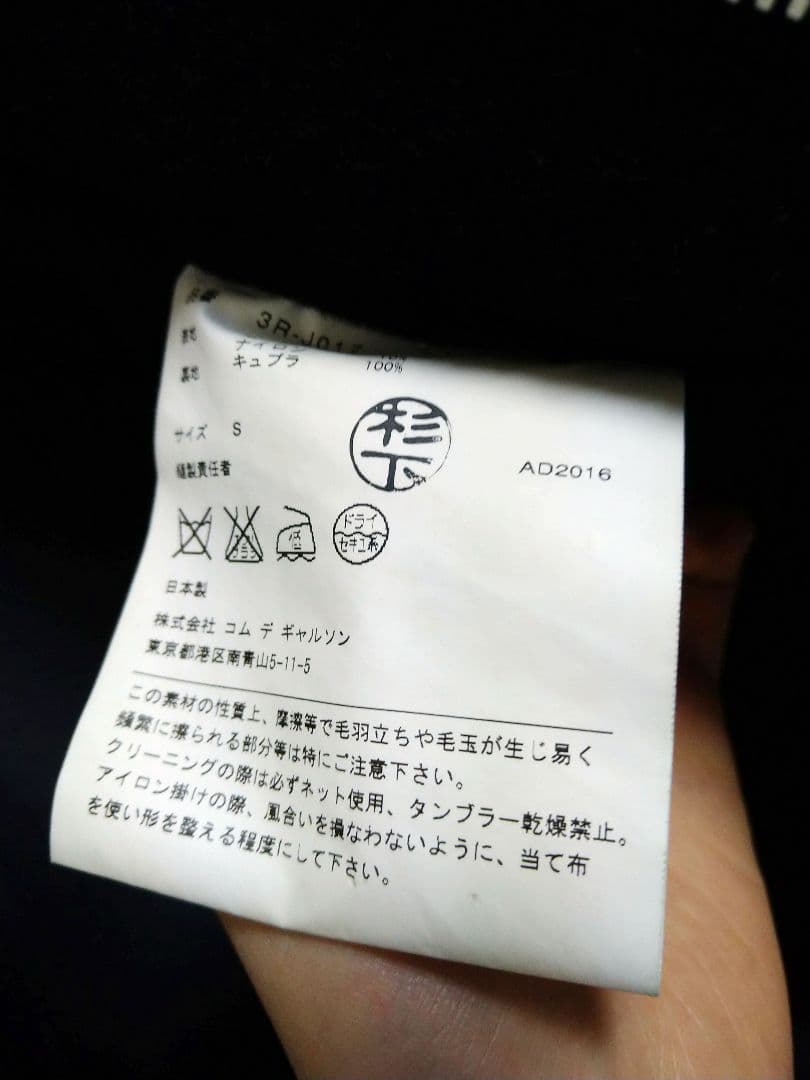 3R-J017
表地 ナイロン
裏地 キュプラ 100%
サイズ S
縫製責任者
杉下
AD2016
ドライ
セキユ系
低
日本製
株式会社 コム デ ギャルソン
東京都港区南青山5-11-5
この素材の性質上、摩擦等で毛羽立ちや毛玉が生じ易く
頻繁に擦られる部分等は特にご注意下さい。
クリーニングの際は必ずネット使用、タンブラー乾燥禁止。
アイロン掛けの際、風合いを損なわないように、当て布
を使い形を整える程度にして下さい。